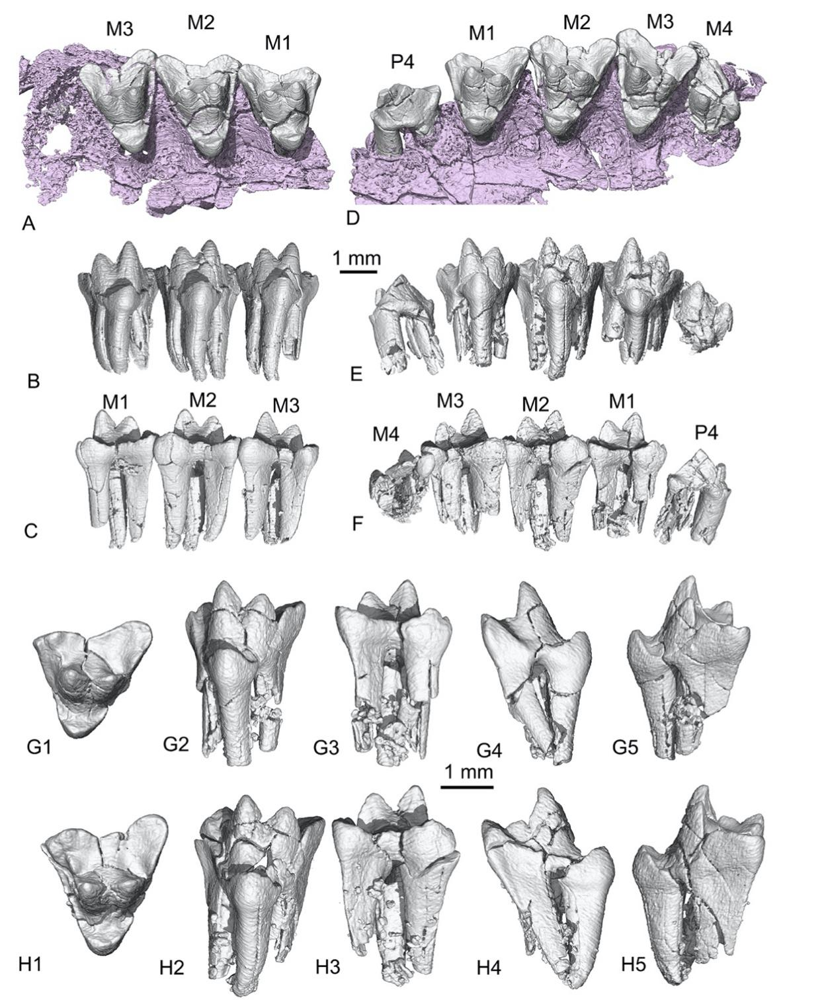 M3 M2 M1
P4 M1 M2 M3 M4
A
D
1 mm
B
E
M1 M2 M3
M4 M3 M2 M1 P4
C
F
G1 G2 G3 G4 G5
1 mm
H1 H2 H3 H4 H5